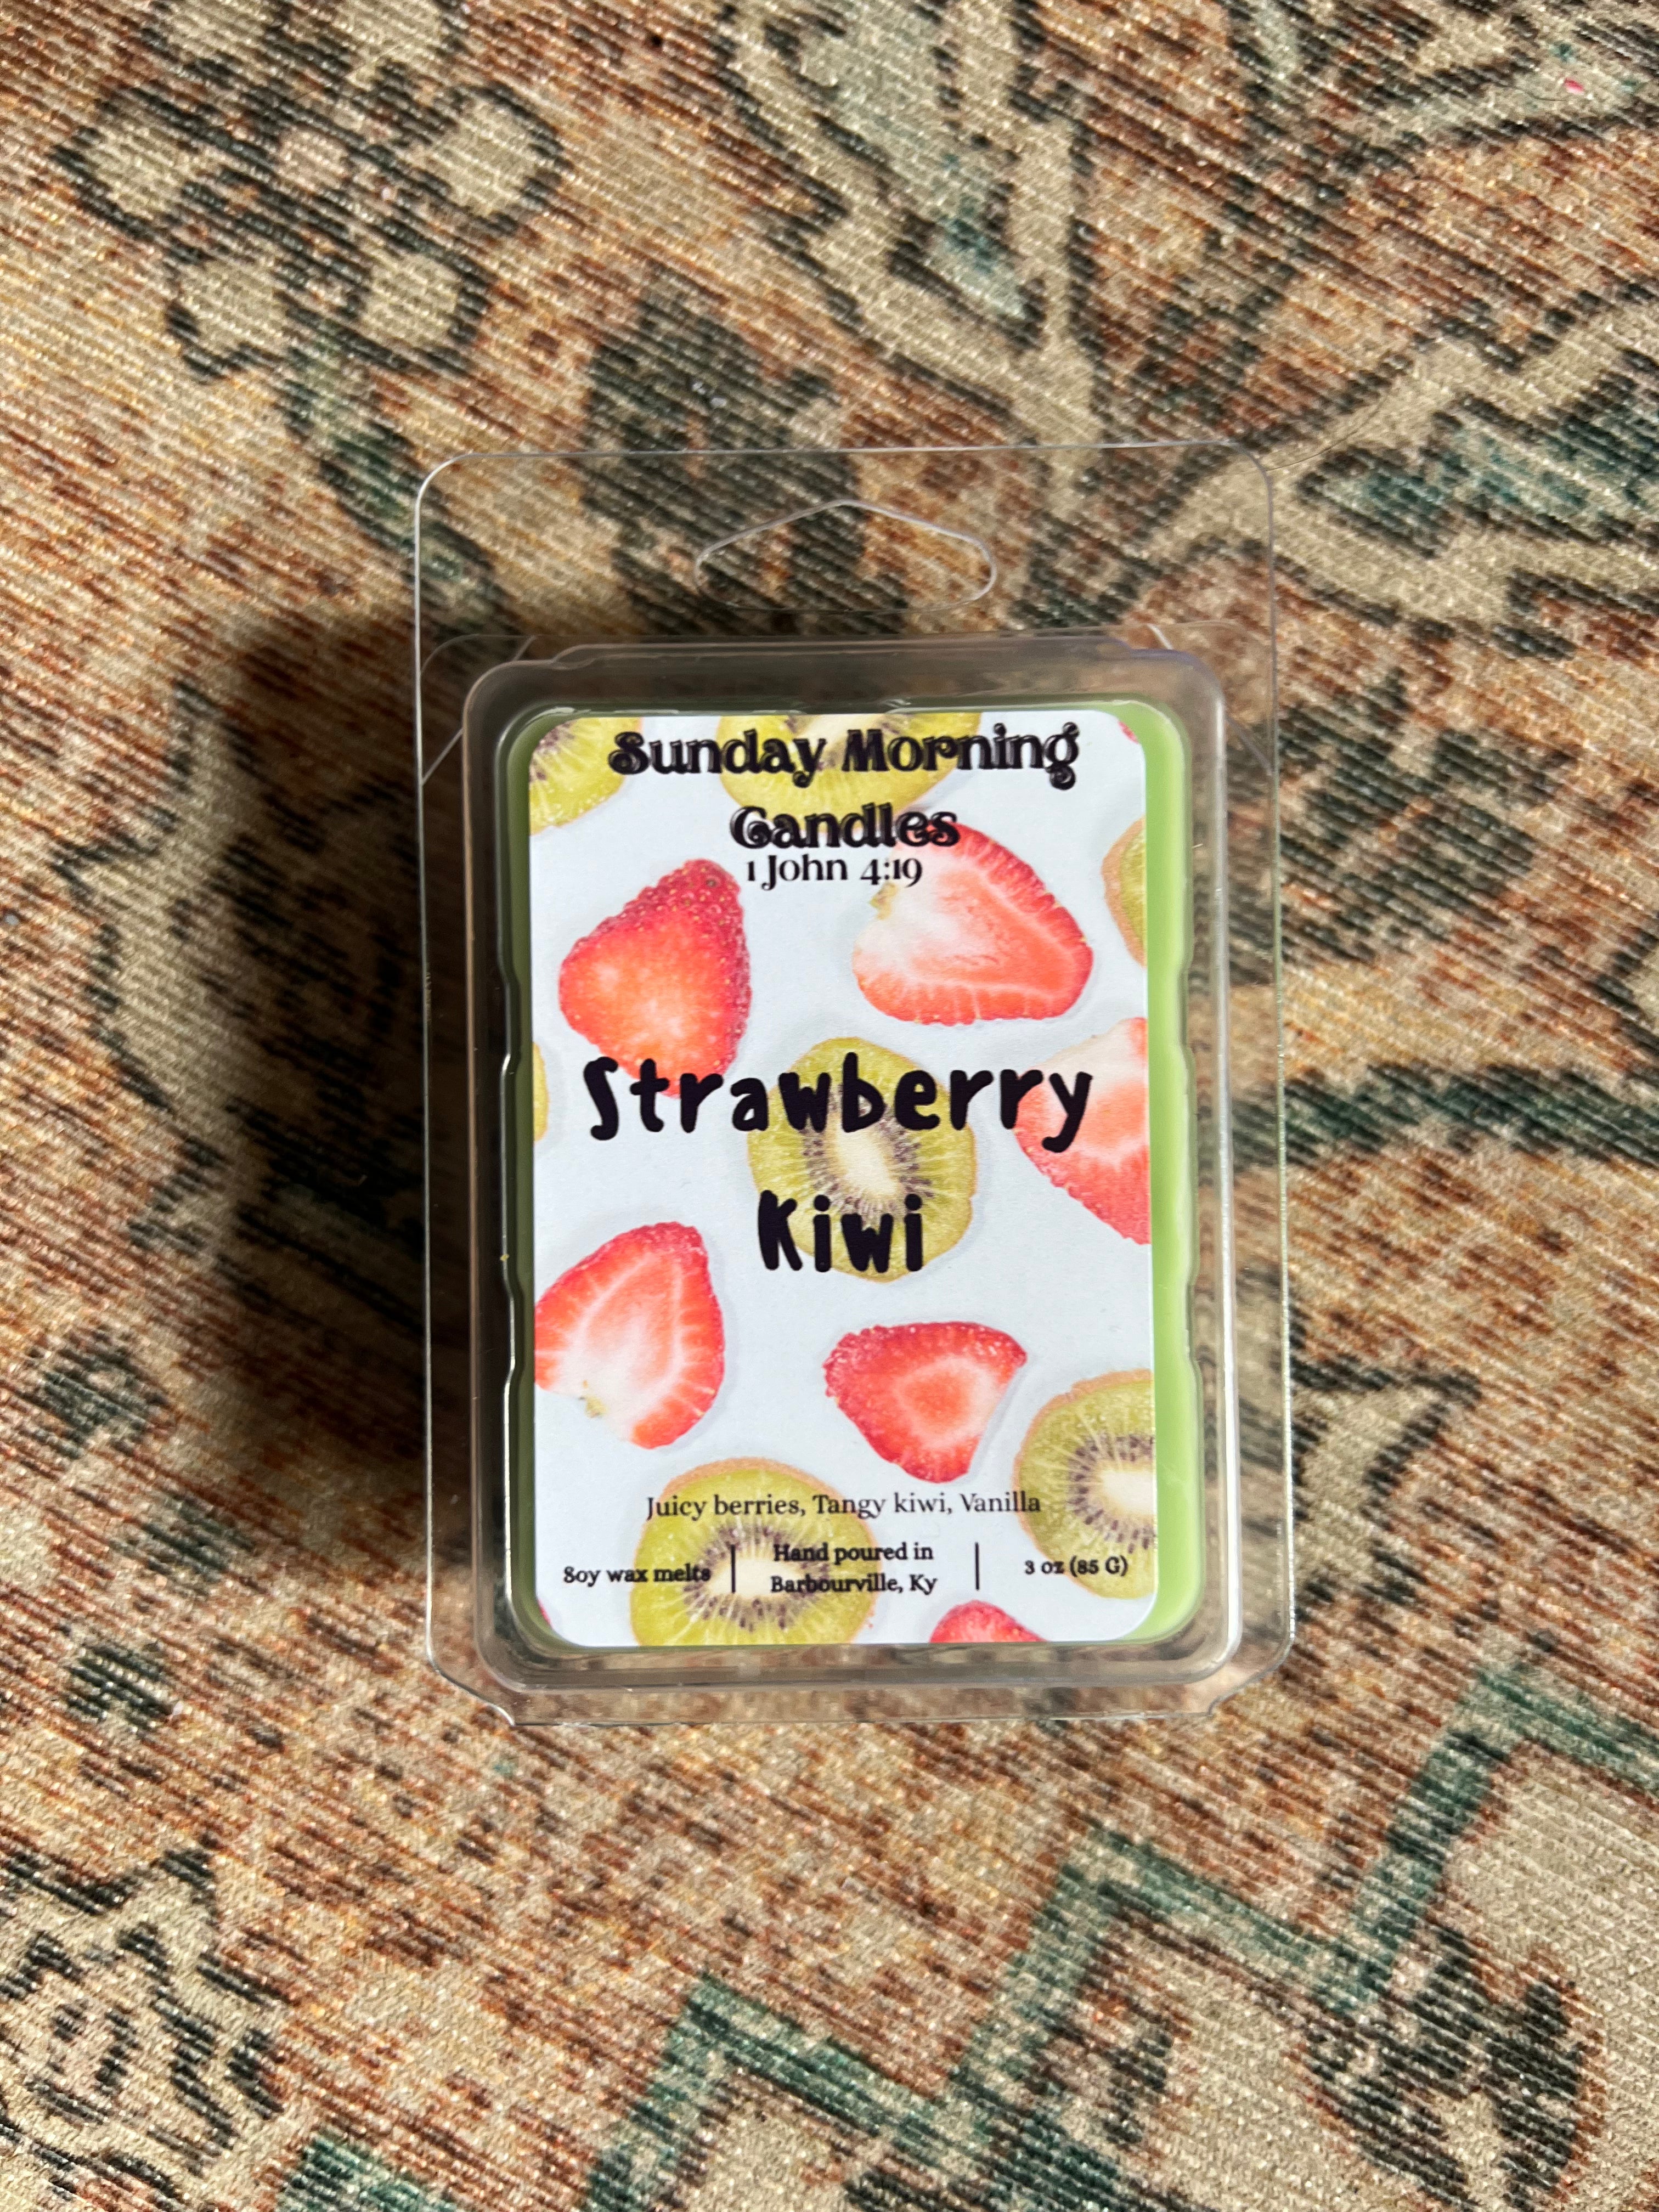 Sunday Morning
Candles
1 John 4:19
Strawberry
Kiwi
Juicy berries, Tangy kiwi, Vanilla
Soy wax melts | Hand poured in
Barbourville, Ky | 3 oz (85 G)